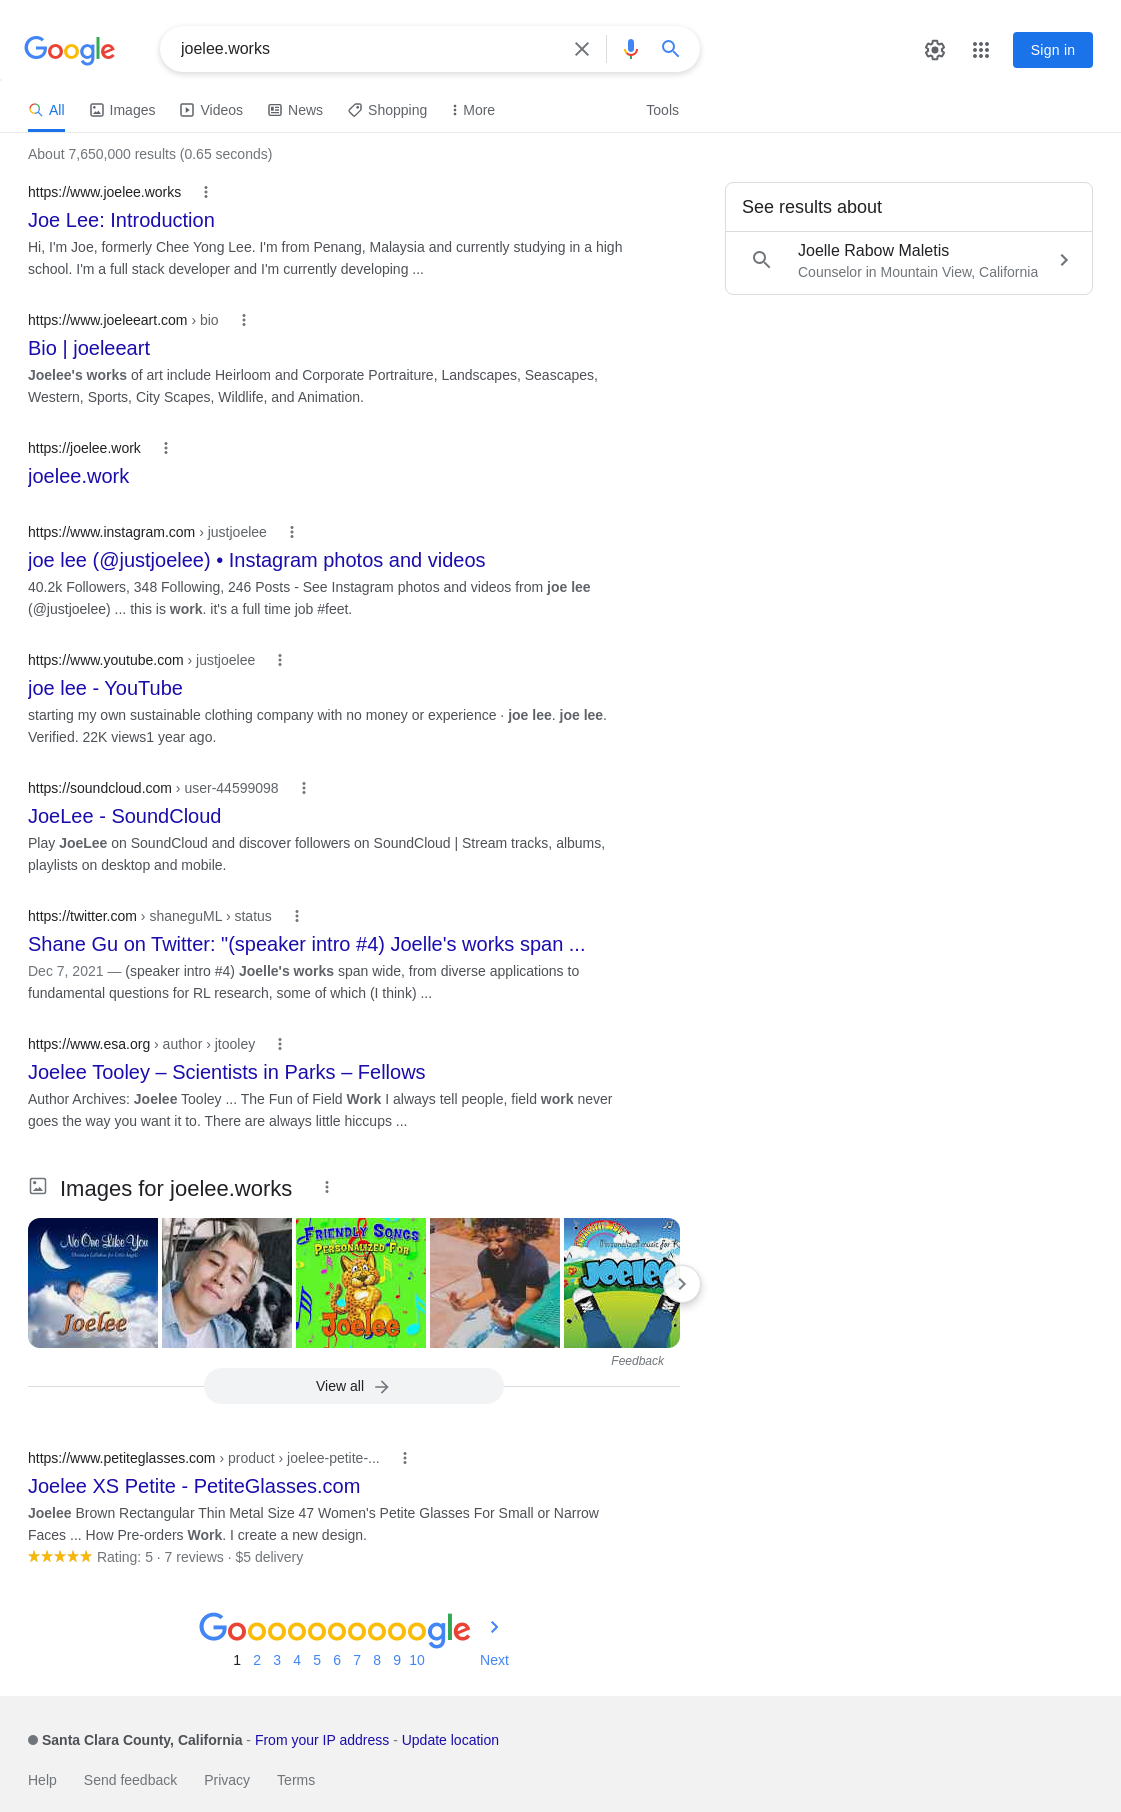 Google
joelee.works
Sign in
All
Images
Videos
News
Shopping
More
Tools
About 7,650,000 results (0.65 seconds)
https://www.joelee.works
Joe Lee: Introduction
Hi, I'm Joe, formerly Chee Yong Lee. I'm from Penang, Malaysia and currently studying in a high
school. I'm a full stack developer and I'm currently developing ...
See results about
Joelle Rabow Maletis
Counselor in Mountain View, California
https://www.joeleeart.com › bio
Bio | joeleeart
Joelee's works of art include Heirloom and Corporate Portraiture, Landscapes, Seascapes,
Western, Sports, City Scapes, Wildlife, and Animation.
https://joelee.work
joelee.work
https://www.instagram.com › justjoelee
joe lee (@justjoelee) • Instagram photos and videos
40.2k Followers, 348 Following, 246 Posts - See Instagram photos and videos from joe lee
(@justjoelee) ... this is work. it's a full time job #feet.
https://www.youtube.com › justjoelee
joe lee - YouTube
starting my own sustainable clothing company with no money or experience · joe lee. joe lee.
Verified. 22K views1 year ago.
https://soundcloud.com › user-44599098
JoeLee - SoundCloud
Play JoeLee on SoundCloud and discover followers on SoundCloud | Stream tracks, albums,
playlists on desktop and mobile.
https://twitter.com › shaneguML › status
Shane Gu on Twitter: "(speaker intro #4) Joelle's works span ...
Dec 7, 2021 — (speaker intro #4) Joelle's works span wide, from diverse applications to
fundamental questions for RL research, some of which (I think) ...
https://www.esa.org › author › jtooley
Joelee Tooley – Scientists in Parks – Fellows
Author Archives: Joelee Tooley ... The Fun of Field Work I always tell people, field work never
goes the way you want it to. There are always little hiccups ...
Images for joelee.works
No One Like You
Joelee
FRIENDLY SONGS
PERSONALIZED FOR
Joelee
Personalized music for
Joelee
Feedback
View all
https://www.petiteglasses.com › product › joelee-petite-...
Joelee XS Petite - PetiteGlasses.com
Joelee Brown Rectangular Thin Metal Size 47 Women's Petite Glasses For Small or Narrow
Faces ... How Pre-orders Work. I create a new design.
Rating: 5 · 7 reviews · $5 delivery
Goooooooooogle
1 2 3 4 5 6 7 8 9 10 Next
Santa Clara County, California - From your IP address - Update location
Help
Send feedback
Privacy
Terms